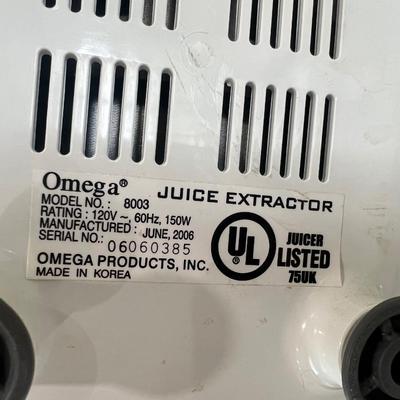 Omega® JUICE EXTRACTOR
MODEL NO. : 8003
RATING : 120V ~, 60Hz, 150W
MANUFACTURED : JUNE, 2006
SERIAL NO.: 06060385
OMEGA PRODUCTS, INC.
MADE IN KOREA
UL®
JUICER
LISTED
75UK